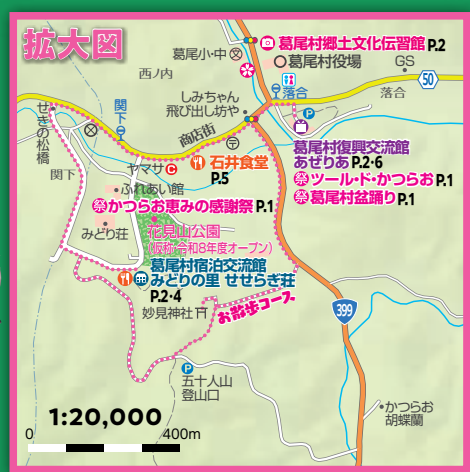 拡大図
葛尾村郷土文化伝習館 P.2
葛尾小・中
文
葛尾村役場
GS
西ノ内
落合
50
落合
P
しみちゃん
飛び出し坊や
せきの松橋
関下
商店街
石井食堂
P.5
葛尾村復興交流館
あぜりあ P.2・6
祭 ツール・ド・かつらお P.1
祭 葛尾村盆踊り P.1
ヤマサ C
関下
ふれあい館
祭 かつらお恵みの感謝祭 P.1
みどり荘
花見山公園
(仮称・令和8年度オープン)
葛尾村宿泊交流館
みどりの里 せせらぎ荘
P.2・4
妙見神社
お散歩コース
399
P
五十人山
登山口
1:20,000
0 400m
かつらお
胡蝶蘭